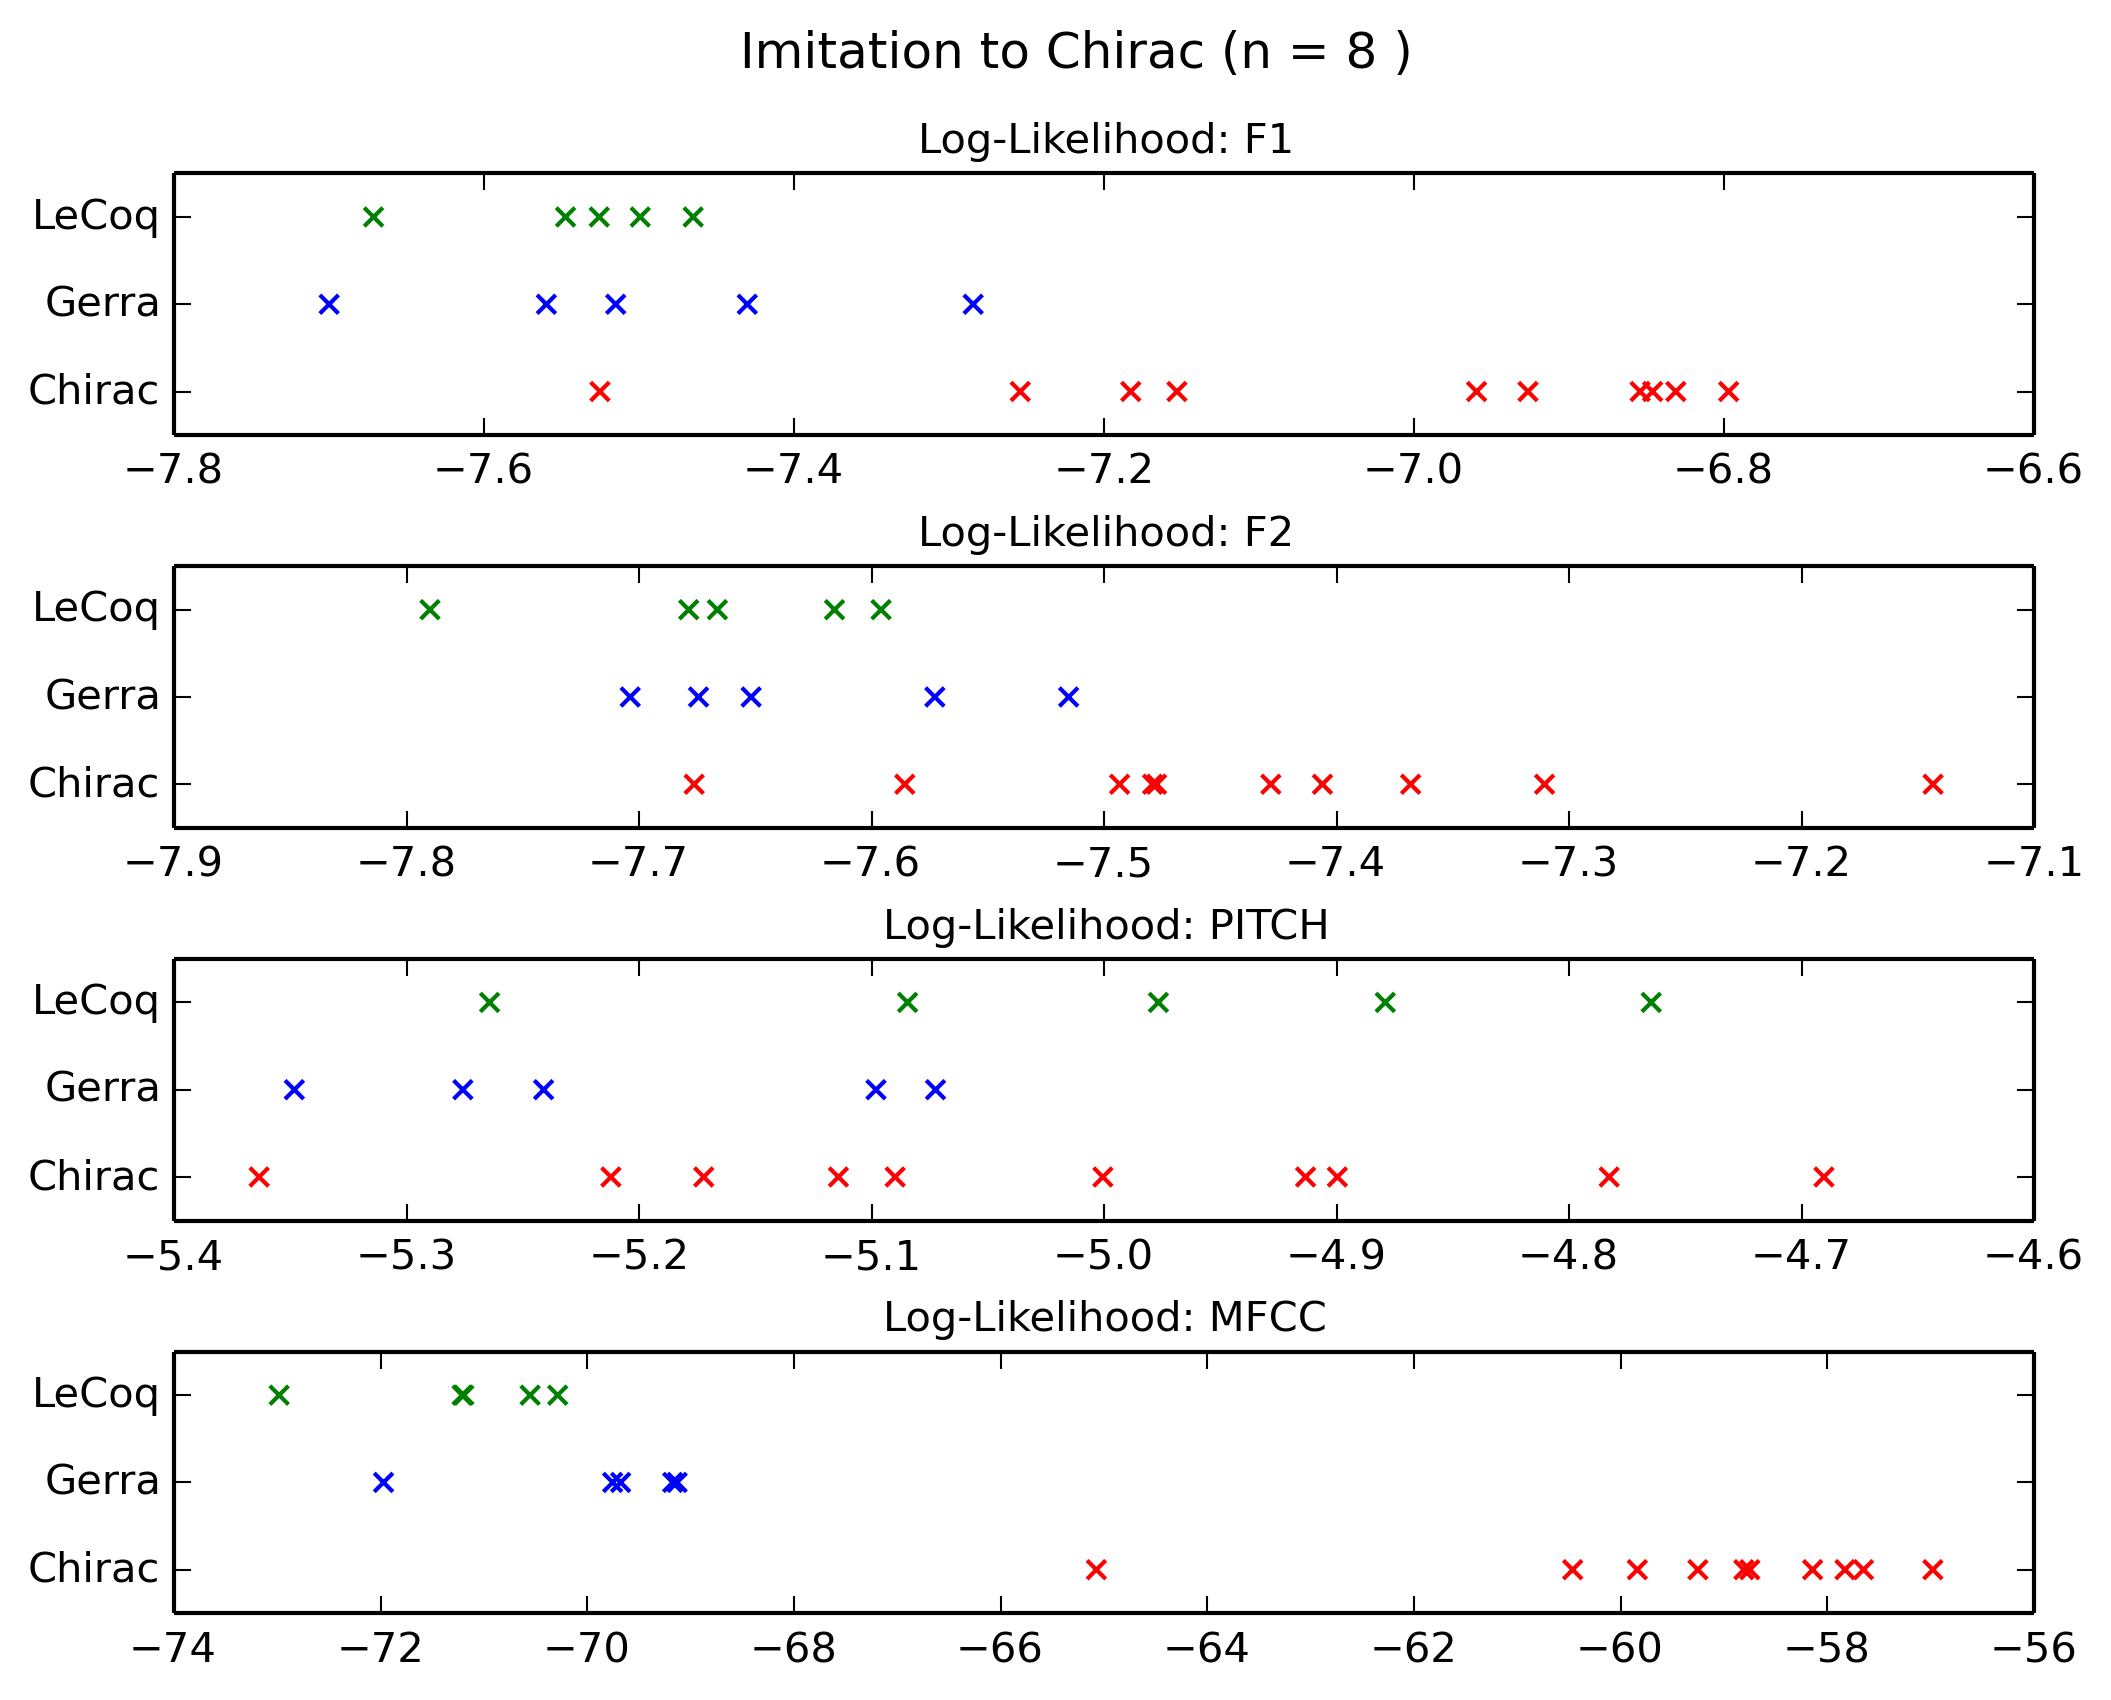 Imitation to Chirac (n = 8 )
Log-Likelihood: F1
LeCoq
Gerra
Chirac
−7.8 −7.6 −7.4 −7.2 −7.0 −6.8 −6.6
Log-Likelihood: F2
LeCoq
Gerra
Chirac
−7.9 −7.8 −7.7 −7.6 −7.5 −7.4 −7.3 −7.2 −7.1
Log-Likelihood: PITCH
LeCoq
Gerra
Chirac
−5.4 −5.3 −5.2 −5.1 −5.0 −4.9 −4.8 −4.7 −4.6
Log-Likelihood: MFCC
LeCoq
Gerra
Chirac
−74 −72 −70 −68 −66 −64 −62 −60 −58 −56